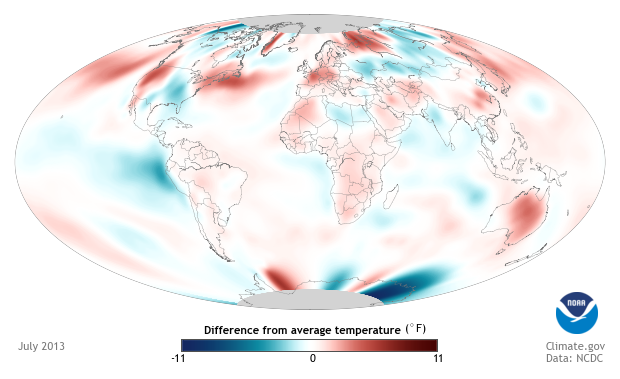 NOAA
Difference from average temperature (°F)
-11 0 11
July 2013
Climate.gov
Data: NCDC